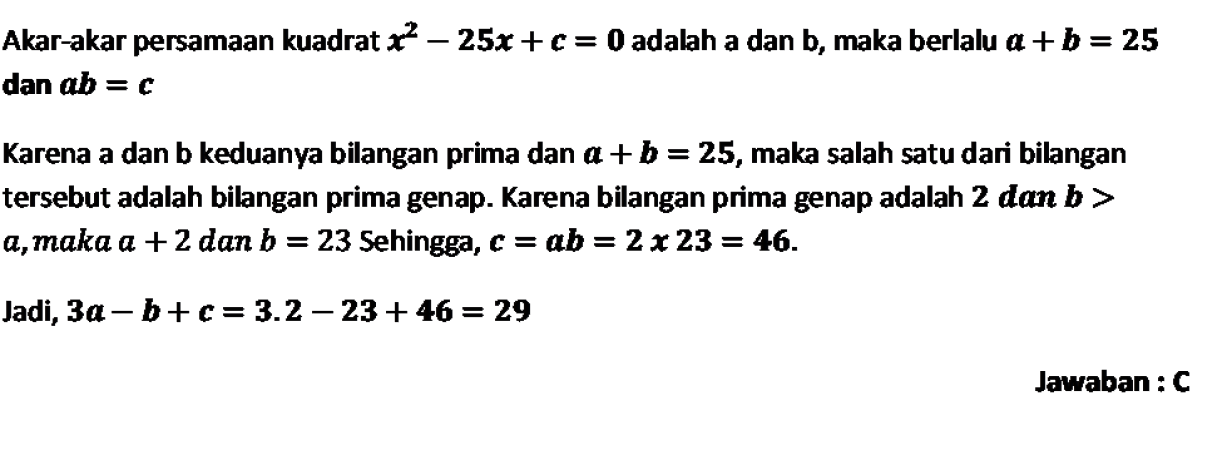 Akar-akar persamaan kuadrat x² − 25x + c = 0 adalah a dan b, maka berlalu a + b = 25
dan ab = c
Karena a dan b keduanya bilangan prima dan a + b = 25, maka salah satu dari bilangan
tersebut adalah bilangan prima genap. Karena bilangan prima genap adalah 2 dan b >
a, maka a + 2 dan b = 23 Sehingga, c = ab = 2 x 23 = 46.
Jadi, 3a − b + c = 3.2 − 23 + 46 = 29
Jawaban : C